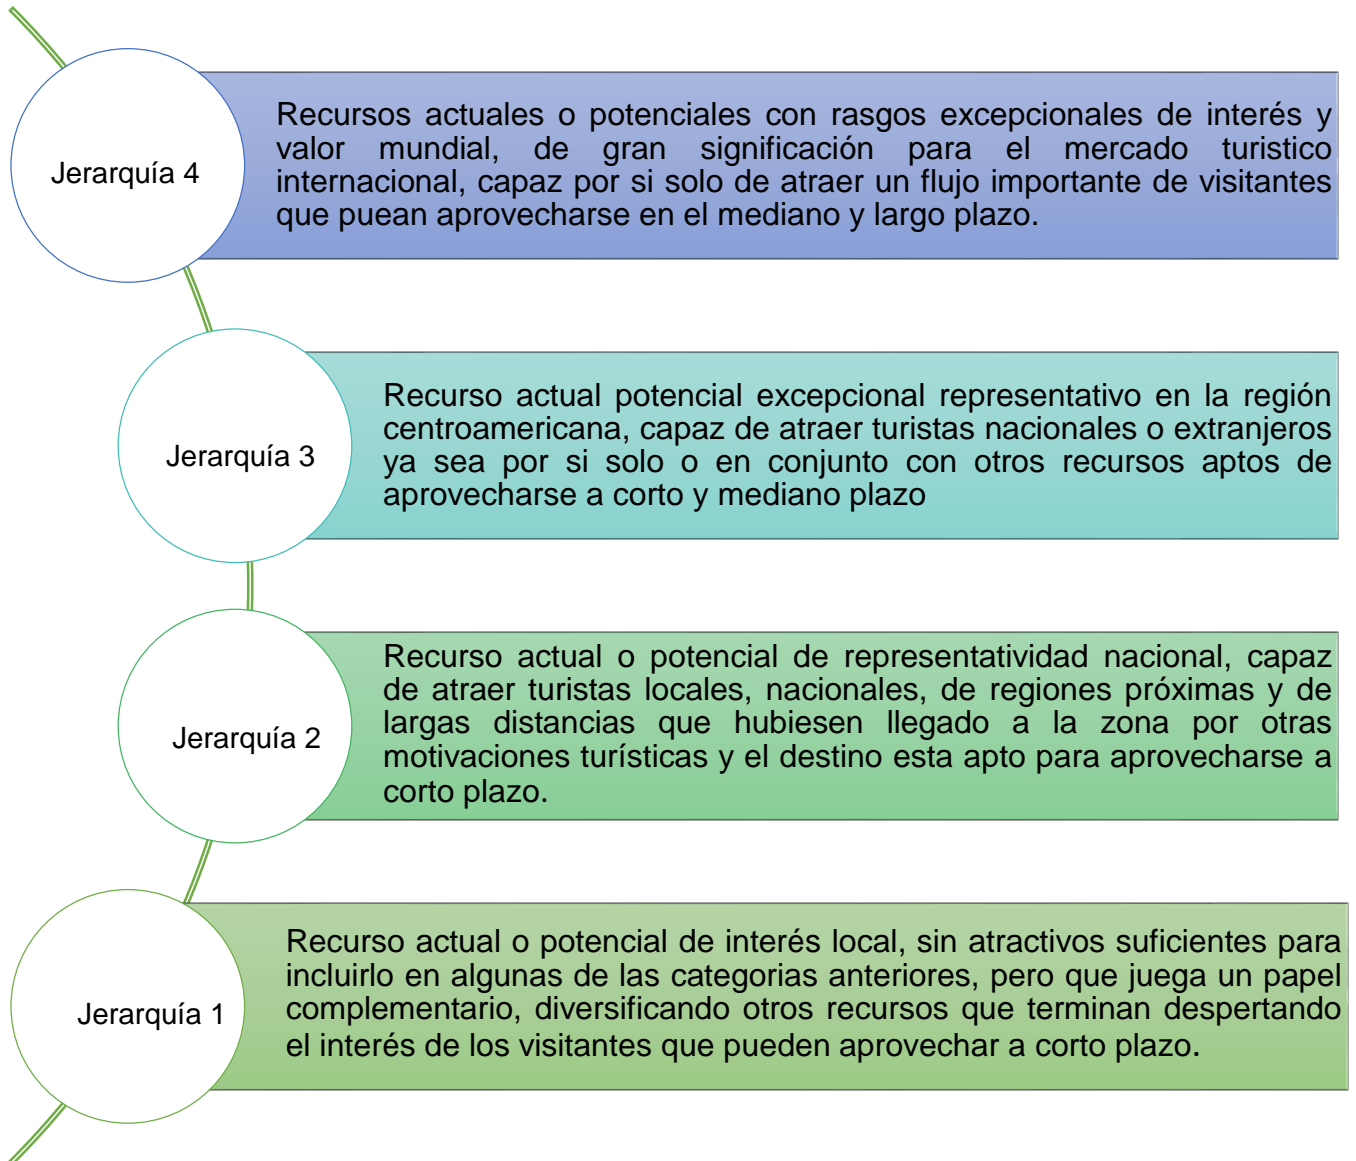 Jerarquía 4
Recursos actuales o potenciales con rasgos excepcionales de interés y
valor mundial, de gran significación para el mercado turistico
internacional, capaz por si solo de atraer un flujo importante de visitantes
que puean aprovecharse en el mediano y largo plazo.
Jerarquía 3
Recurso actual potencial excepcional representativo en la región
centroamericana, capaz de atraer turistas nacionales o extranjeros
ya sea por si solo o en conjunto con otros recursos aptos de
aprovecharse a corto y mediano plazo
Jerarquía 2
Recurso actual o potencial de representatividad nacional, capaz
de atraer turistas locales, nacionales, de regiones próximas y de
largas distancias que hubiesen llegado a la zona por otras
motivaciones turísticas y el destino esta apto para aprovecharse a
corto plazo.
Jerarquía 1
Recurso actual o potencial de interés local, sin atractivos suficientes para
incluirlo en algunas de las categorias anteriores, pero que juega un papel
complementario, diversificando otros recursos que terminan despertando
el interés de los visitantes que pueden aprovechar a corto plazo.